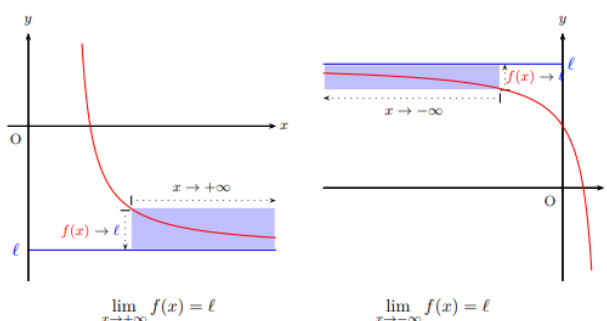 y
x
O
x → +∞
f(x) → ℓ
ℓ
lim f(x) = ℓ
x→+∞
y
ℓ
f(x) → ℓ
x → −∞
O
lim f(x) = ℓ
x→−∞